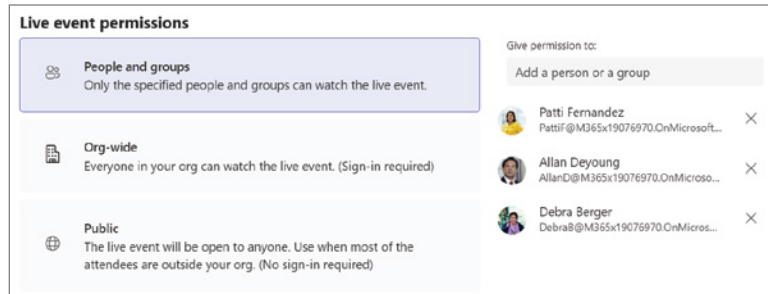 Live event permissions
People and groups
Only the specified people and groups can watch the live event.
Org-wide
Everyone in your org can watch the live event. (Sign-in required)
Public
The live event will be open to anyone. Use when most of the
attendees are outside your org. (No sign-in required)
Give permission to:
Add a person or a group
Patti Fernandez
PattiF@M365x19076970.OnMicrosoft...
Allan Deyoung
AllanD@M365x19076970.OnMicroso...
Debra Berger
DebraB@M365x19076970.OnMicros...